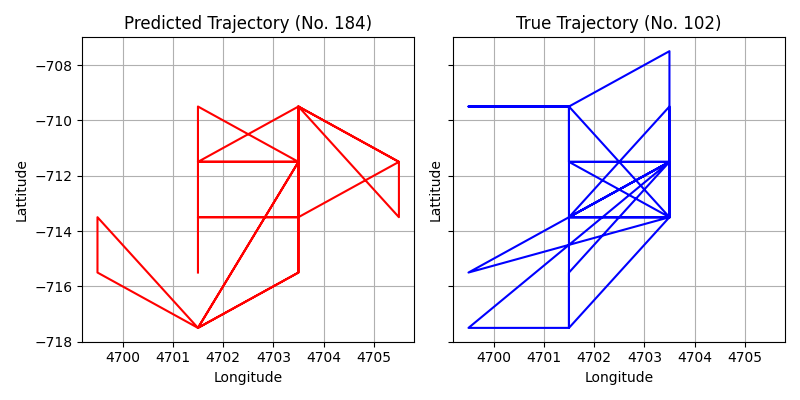 Predicted Trajectory (No. 184)
True Trajectory (No. 102)
−708
−710
−712
−714
−716
−718
Lattitude
Lattitude
4700 4701 4702 4703 4704 4705
4700 4701 4702 4703 4704 4705
Longitude
Longitude